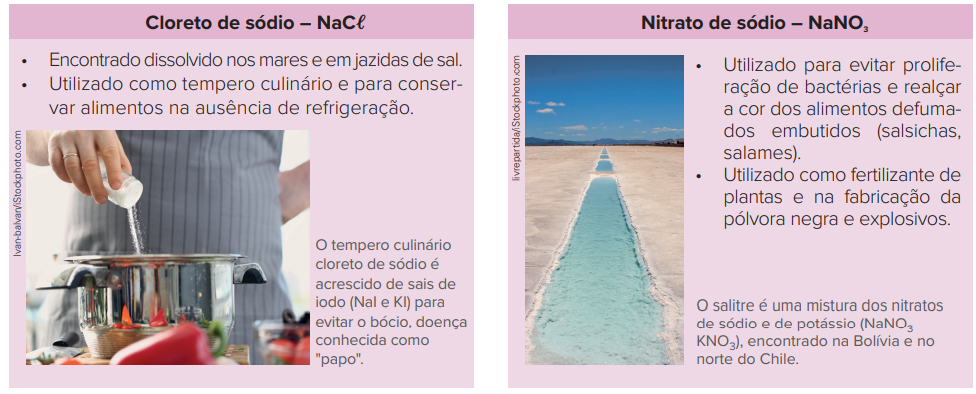 Cloreto de sódio – NaCℓ
• Encontrado dissolvido nos mares e em jazidas de sal.
• Utilizado como tempero culinário e para conser-
var alimentos na ausência de refrigeração.
Ivan-balvan/iStockphoto.com
O tempero culinário
cloreto de sódio é
acrescido de sais de
iodo (NaI e KI) para
evitar o bócio, doença
conhecida como
"papo".
Nitrato de sódio – NaNO₃
livrepartida/iStockphoto.com
• Utilizado para evitar prolife-
ração de bactérias e realçar
a cor dos alimentos defuma-
dos embutidos (salsichas,
salames).
• Utilizado como fertilizante de
plantas e na fabricação da
pólvora negra e explosivos.
O salitre é uma mistura dos nitratos
de sódio e de potássio (NaNO₃
KNO₃), encontrado na Bolívia e no
norte do Chile.